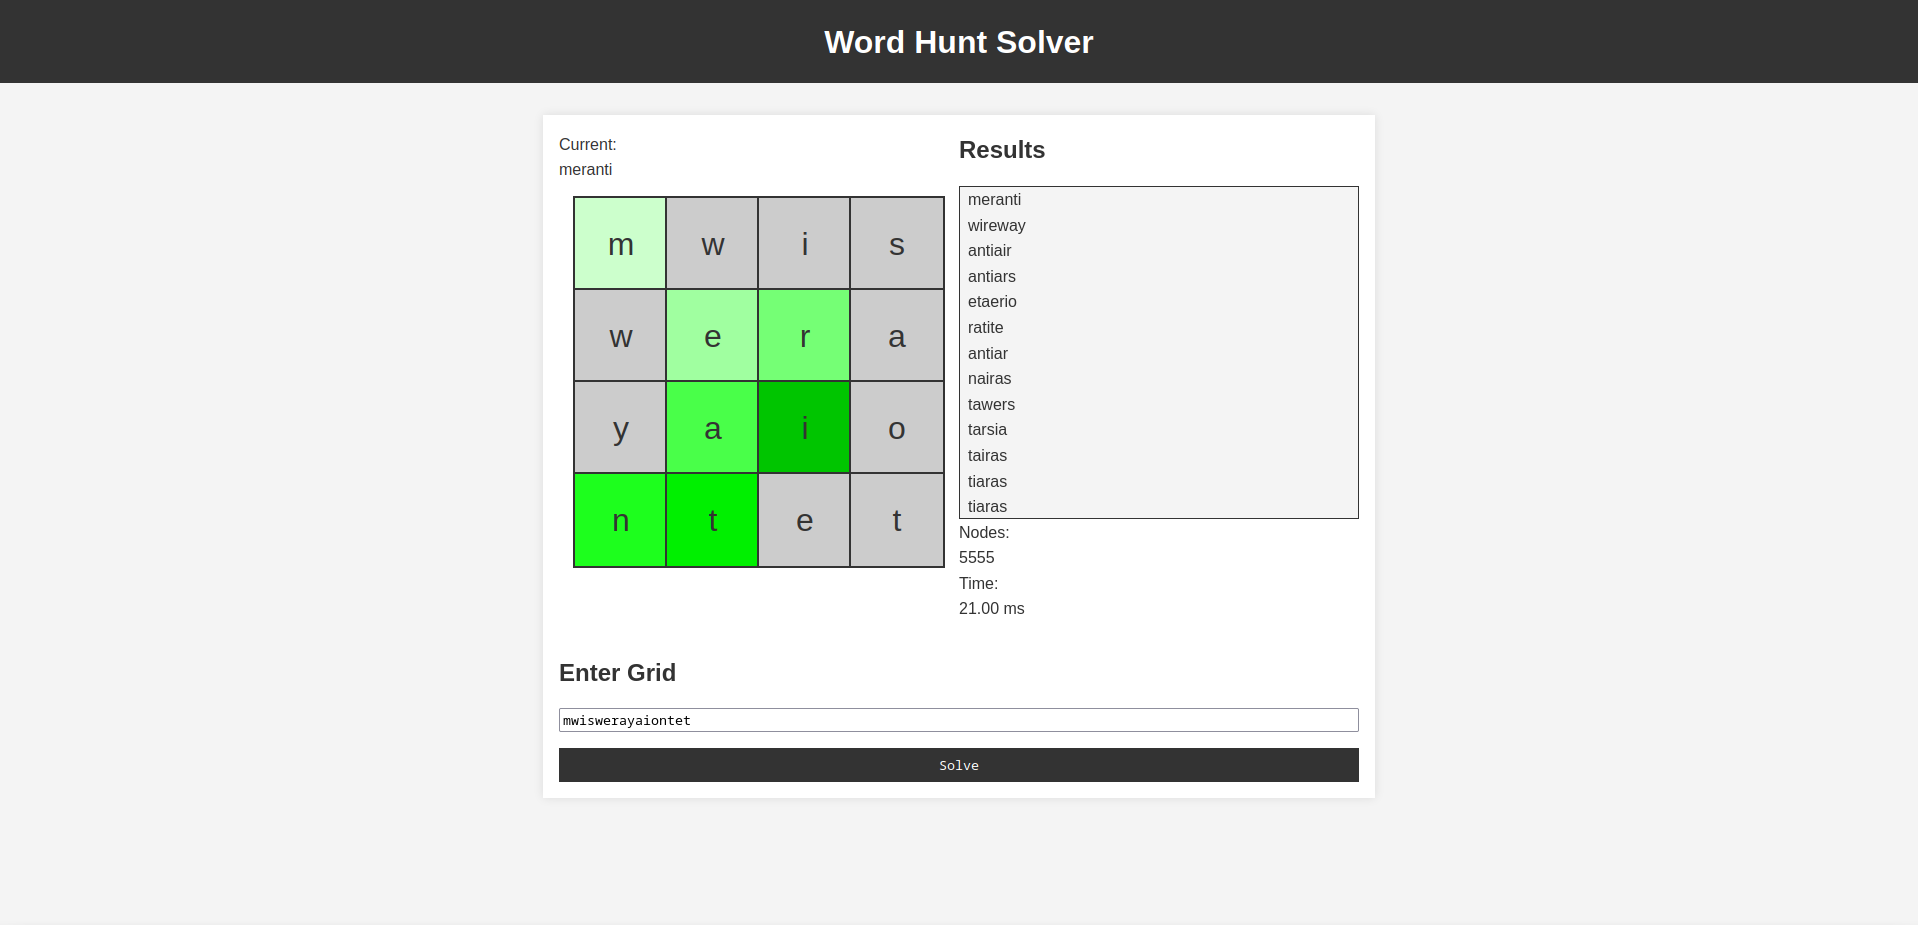 Word Hunt Solver
Current:
meranti
m w i s
w e r a
y a i o
n t e t
Results
meranti
wireway
antiair
antiars
etaerio
ratite
antiar
nairas
tawers
tarsia
tairas
tiaras
tiaras
Nodes:
5555
Time:
21.00 ms
Enter Grid
mwiswerayaiontet
Solve